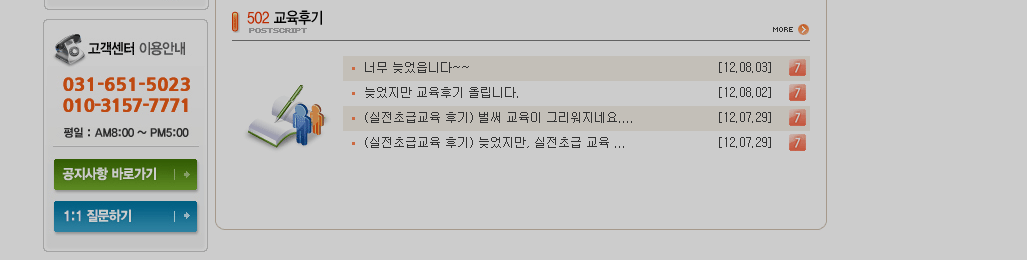 고객센터 이용안내
031-651-5023
010-3157-7771
평일 : AM8:00 ~ PM5:00
공지사항 바로가기
1:1 질문하기
502 교육후기
POSTSCRIPT
MORE
너무 늦었읍니다~~ [12.08.03] 7
늦었지만 교육후기 올립니다. [12.08.02] 7
(실전초급교육 후기) 벌써 교육이 그리워지네요.... [12.07.29] 7
(실전초급교육 후기) 늦었지만, 실전초급 교육 ... [12.07.29] 7